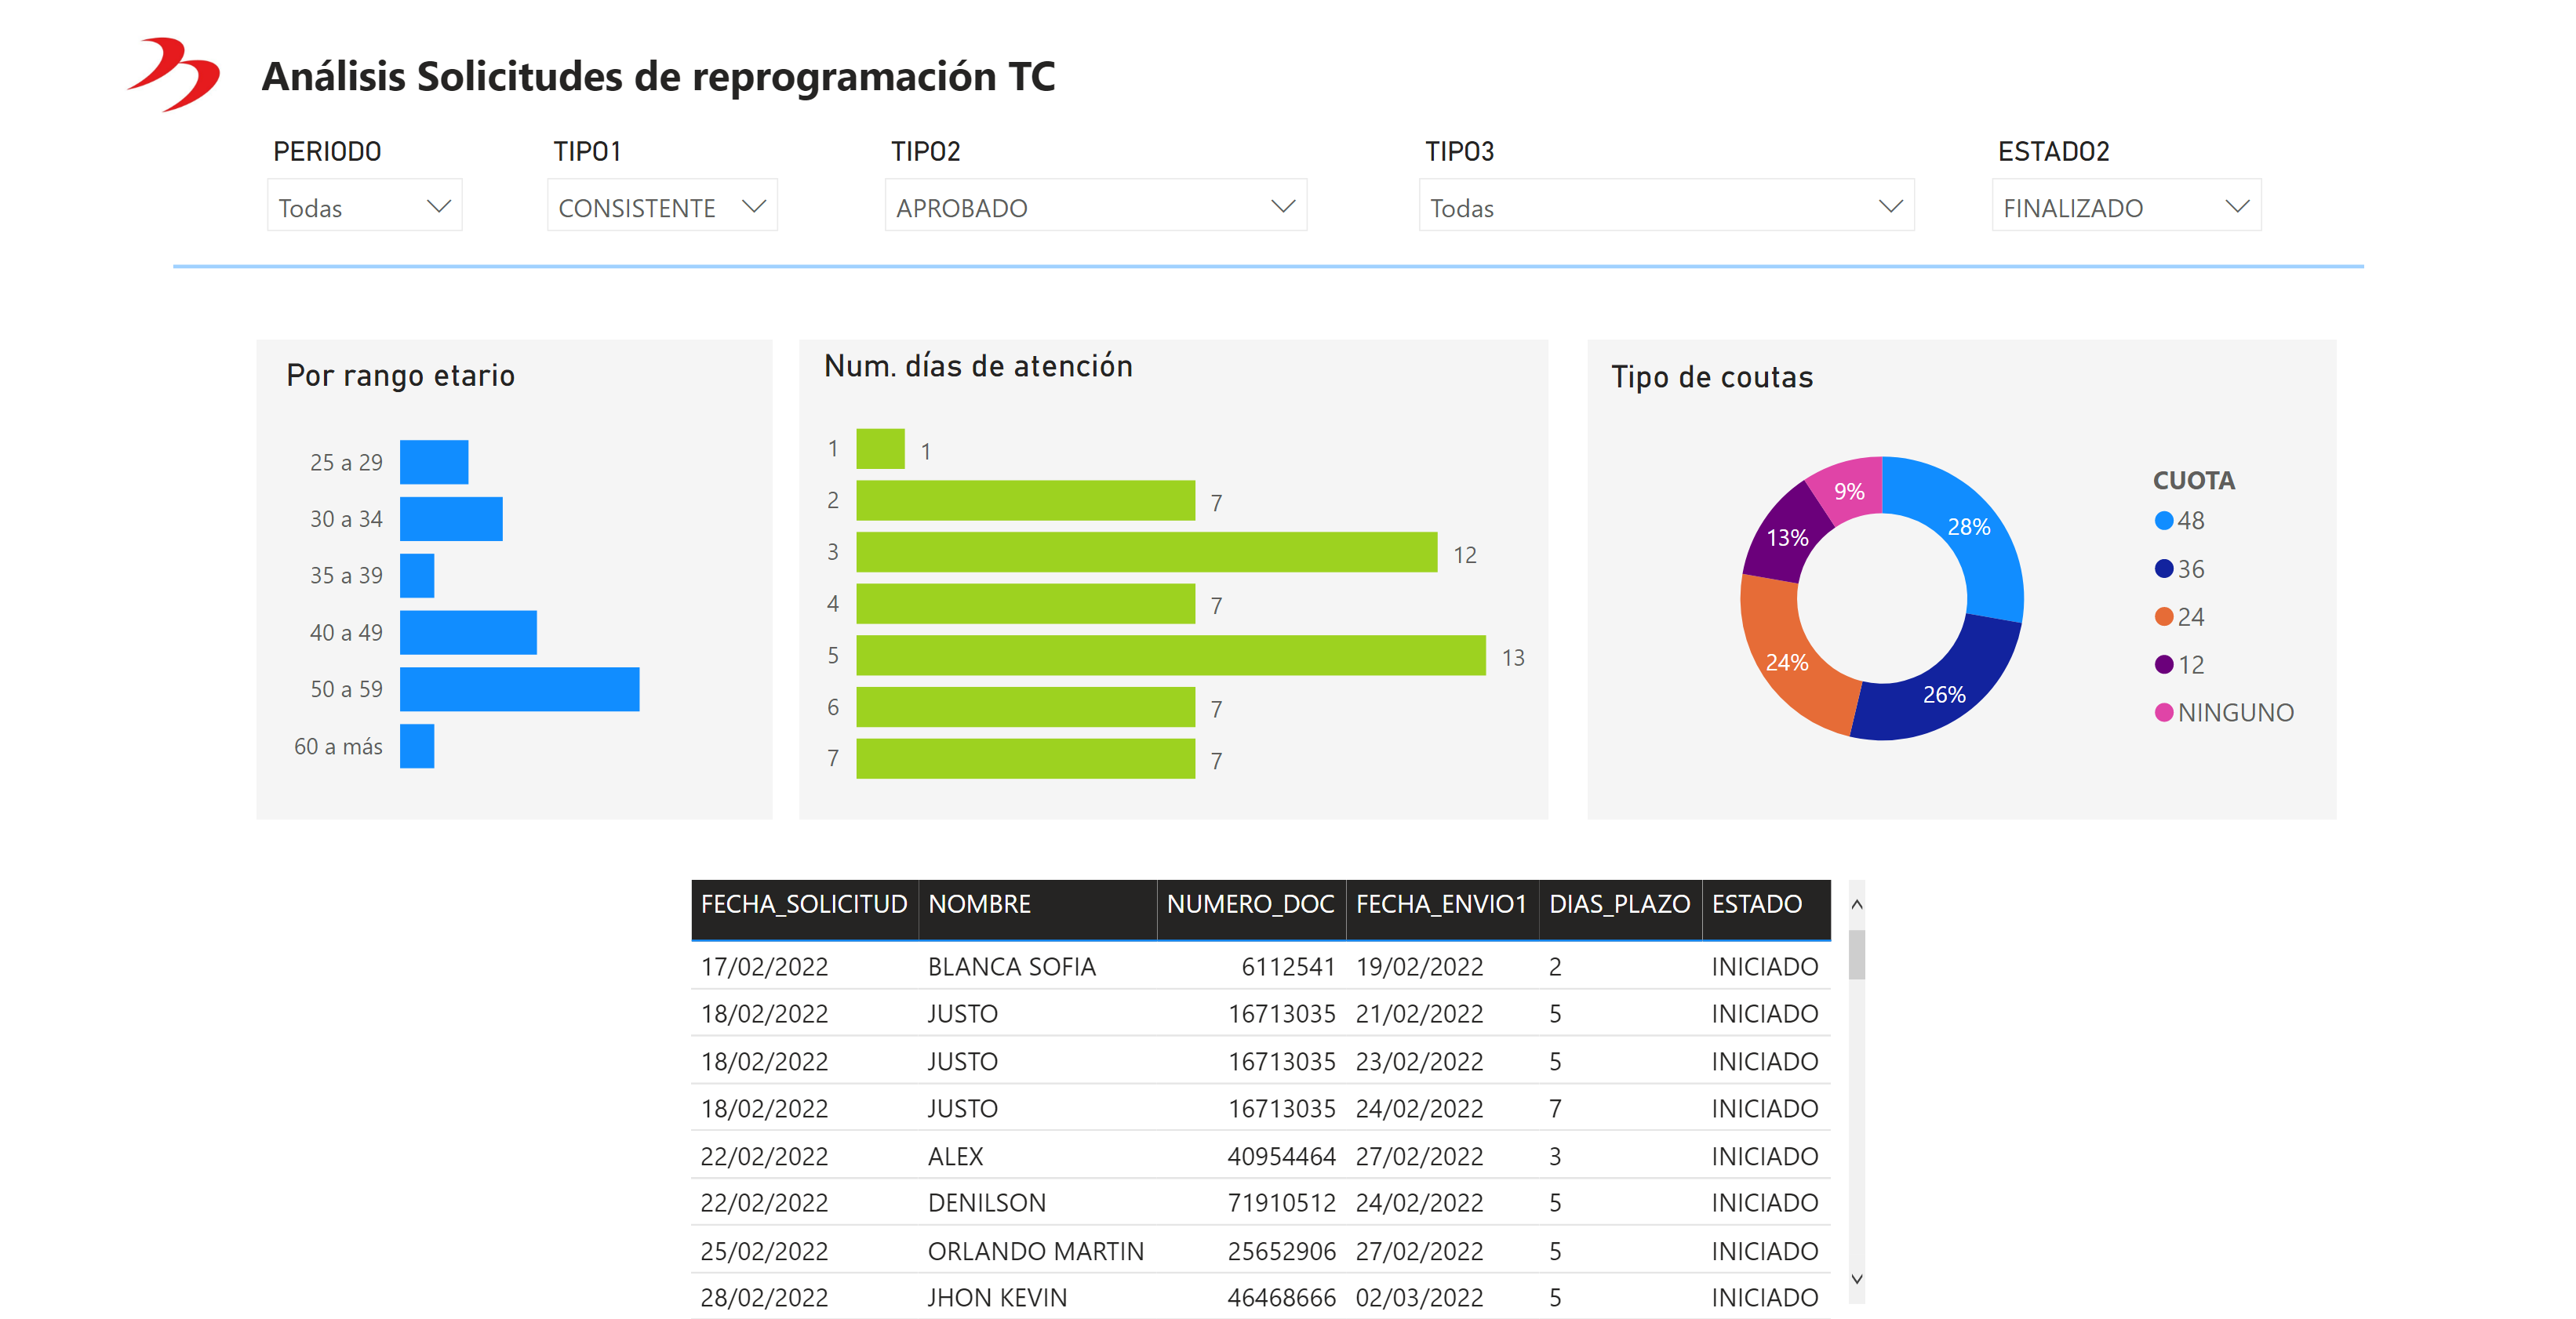 Análisis Solicitudes de reprogramación TC
PERIODO TIPO1 TIPO2 TIPO3 ESTADO2
Todas CONSISTENTE APROBADO Todas FINALIZADO
Por rango etario
25 a 29
30 a 34
35 a 39
40 a 49
50 a 59
60 a más
Num. días de atención
1 1
2 7
3 12
4 7
5 13
6 7
7 7
Tipo de coutas
9%
28%
13%
24%
26%
CUOTA
48
36
24
12
NINGUNO
FECHA_SOLICITUD NOMBRE NUMERO_DOC FECHA_ENVIO1 DIAS_PLAZO ESTADO
17/02/2022 BLANCA SOFIA 6112541 19/02/2022 2 INICIADO
18/02/2022 JUSTO 16713035 21/02/2022 5 INICIADO
18/02/2022 JUSTO 16713035 23/02/2022 5 INICIADO
18/02/2022 JUSTO 16713035 24/02/2022 7 INICIADO
22/02/2022 ALEX 40954464 27/02/2022 3 INICIADO
22/02/2022 DENILSON 71910512 24/02/2022 5 INICIADO
25/02/2022 ORLANDO MARTIN 25652906 27/02/2022 5 INICIADO
28/02/2022 JHON KEVIN 46468666 02/03/2022 5 INICIADO